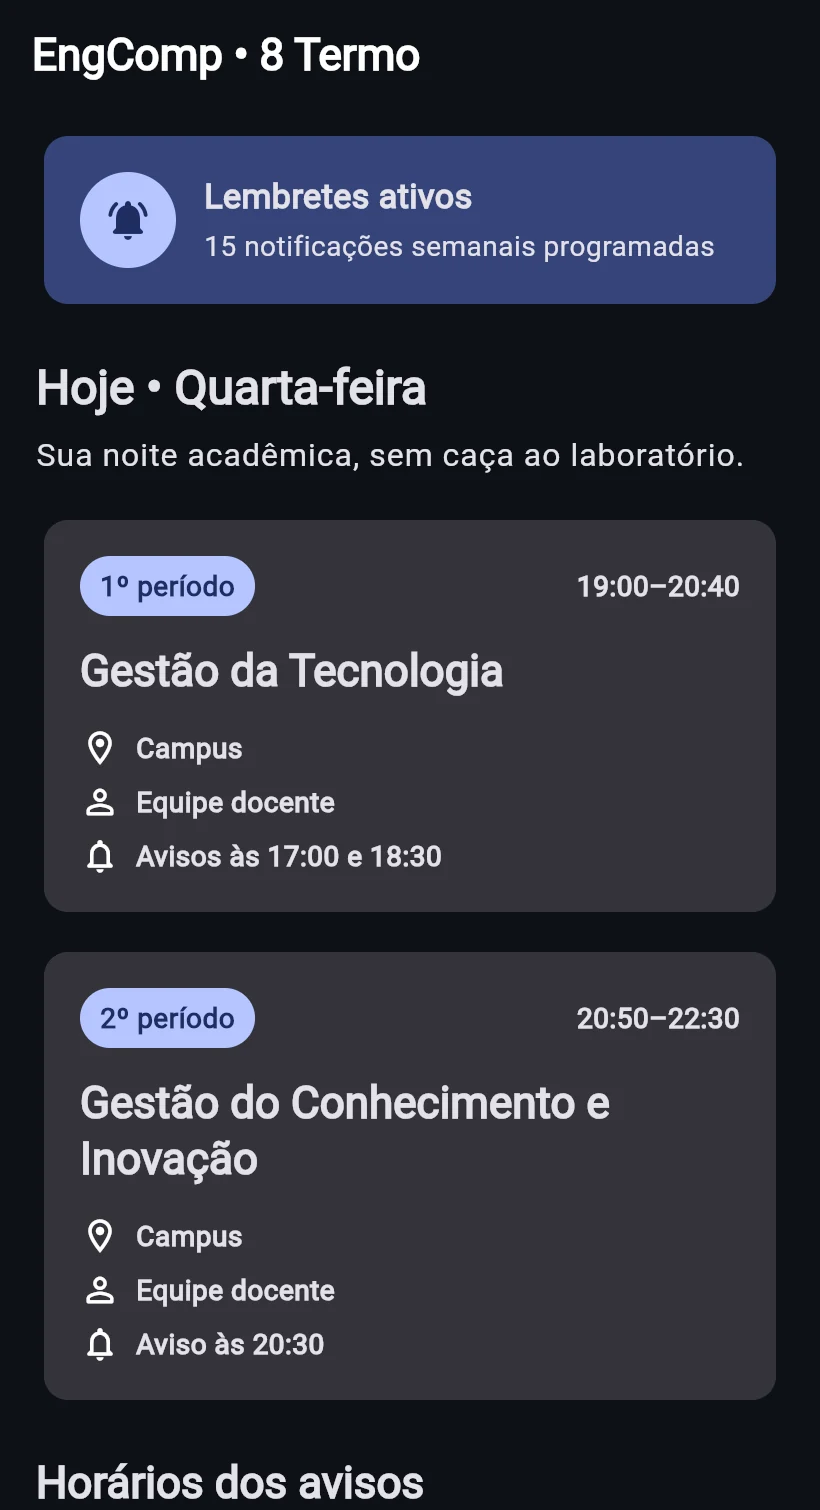 EngComp • 8 Termo
Lembretes ativos
15 notificações semanais programadas
Hoje • Quarta-feira
Sua noite acadêmica, sem caça ao laboratório.
1º período
19:00–20:40
Gestão da Tecnologia
Campus
Equipe docente
Avisos às 17:00 e 18:30
2º período
20:50–22:30
Gestão do Conhecimento e
Inovação
Campus
Equipe docente
Aviso às 20:30
Horários dos avisos